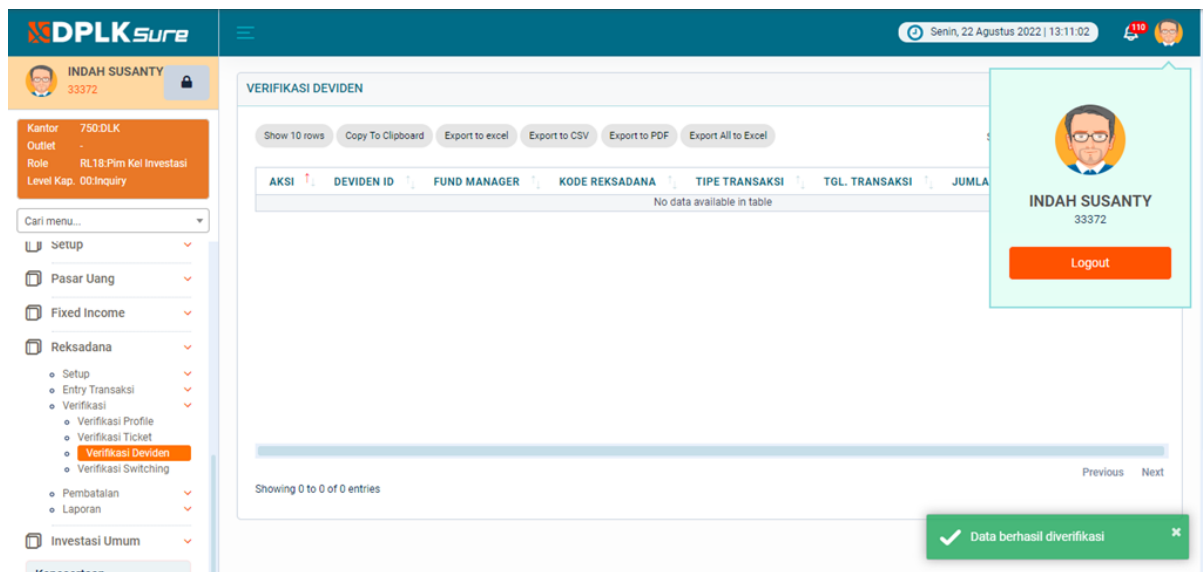 DPLK Sure
Senin, 22 Agustus 2022 | 13:11:02
110
INDAH SUSANTY
33372
Kantor 750:DLK
Outlet -
Role RL18:Pim Kel Investasi
Level Kap. 00:Inquiry
Cari menu...
Setup
Pasar Uang
Fixed Income
Reksadana
Setup
Entry Transaksi
Verifikasi
Verifikasi Profile
Verifikasi Ticket
Verifikasi Deviden
Verifikasi Switching
Pembatalan
Laporan
Investasi Umum
VERIFIKASI DEVIDEN
Show 10 rows Copy To Clipboard Export to excel Export to CSV Export to PDF Export All to Excel
AKSI DEVIDEN ID FUND MANAGER KODE REKSADANA TIPE TRANSAKSI TGL. TRANSAKSI JUMLA
No data available in table
Previous Next
Showing 0 to 0 of 0 entries
INDAH SUSANTY
33372
Logout
Data berhasil diverifikasi ×